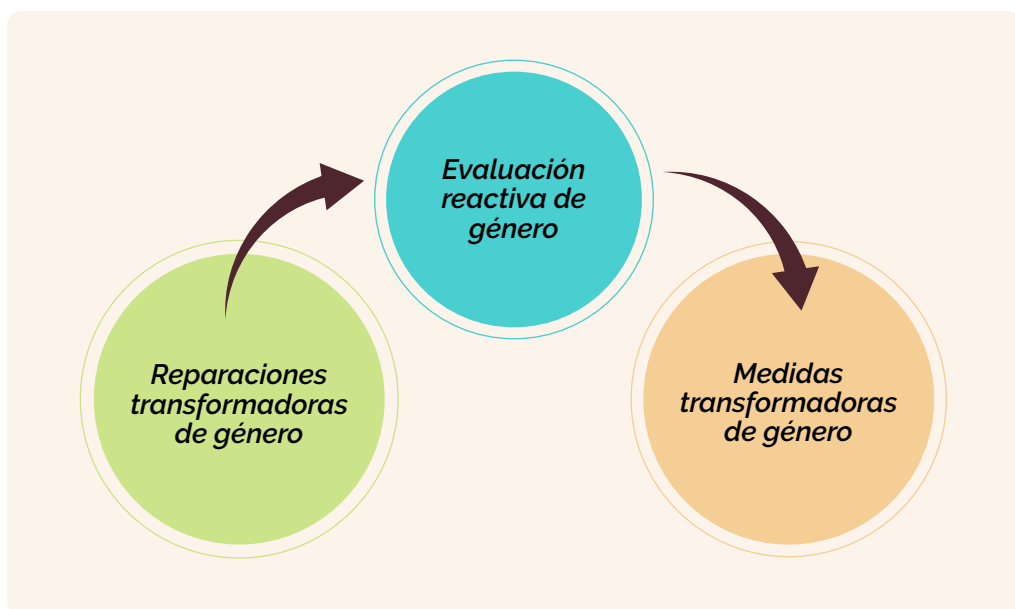 Evaluación
reactiva de
género
Reparaciones
transformadoras
de género
Medidas
transformadoras
de género